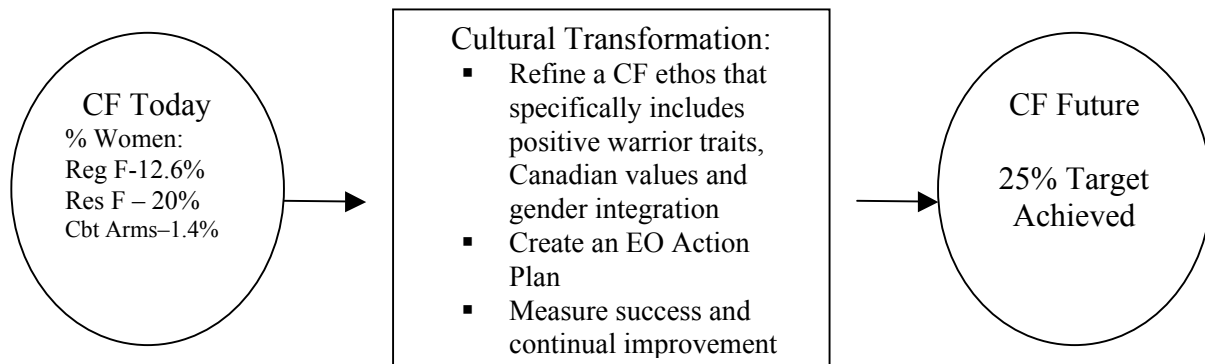 CF Today
% Women:
Reg F-12.6%
Res F – 20%
Cbt Arms–1.4%
Cultural Transformation:
▪ Refine a CF ethos that
specifically includes
positive warrior traits,
Canadian values and
gender integration
▪ Create an EO Action
Plan
▪ Measure success and
continual improvement
CF Future
25% Target
Achieved